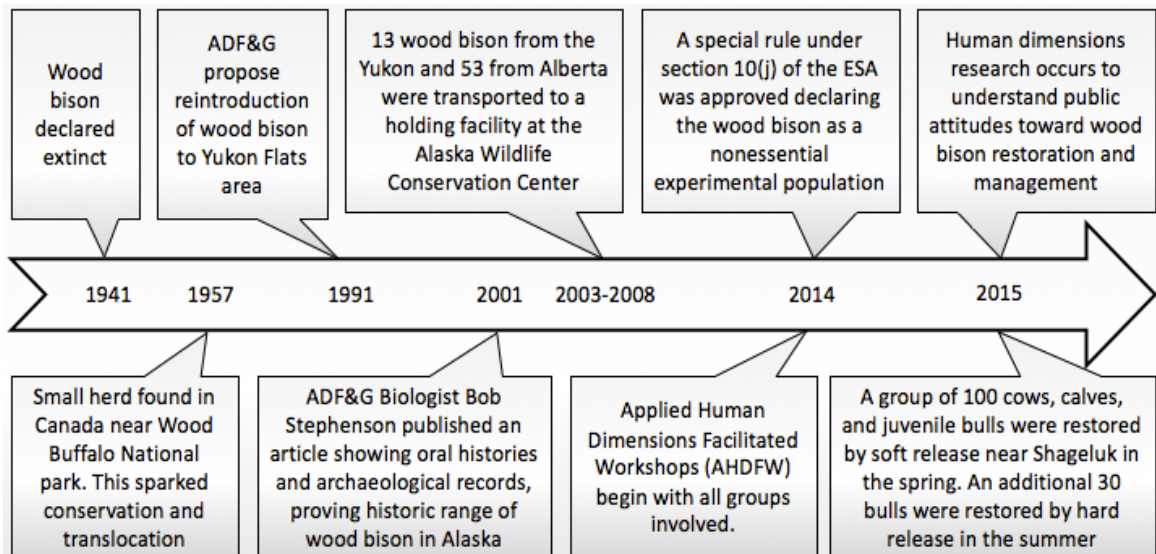 Wood
bison
declared
extinct
ADF&G
propose
reintroduction
of wood bison
to Yukon Flats
area
13 wood bison from the
Yukon and 53 from Alberta
were transported to a
holding facility at the
Alaska Wildlife
Conservation Center
A special rule under
section 10(j) of the ESA
was approved declaring
the wood bison as a
nonessential
experimental population
Human dimensions
research occurs to
understand public
attitudes toward wood
bison restoration and
management
1941
1957
1991
2001
2003-2008
2014
2015
Small herd found in
Canada near Wood
Buffalo National
park. This sparked
conservation and
translocation
ADF&G Biologist Bob
Stephenson published an
article showing oral histories
and archaeological records,
proving historic range of
wood bison in Alaska
Applied Human
Dimensions Facilitated
Workshops (AHDFW)
begin with all groups
involved.
A group of 100 cows, calves,
and juvenile bulls were restored
by soft release near Shageluk in
the spring. An additional 30
bulls were restored by hard
release in the summer